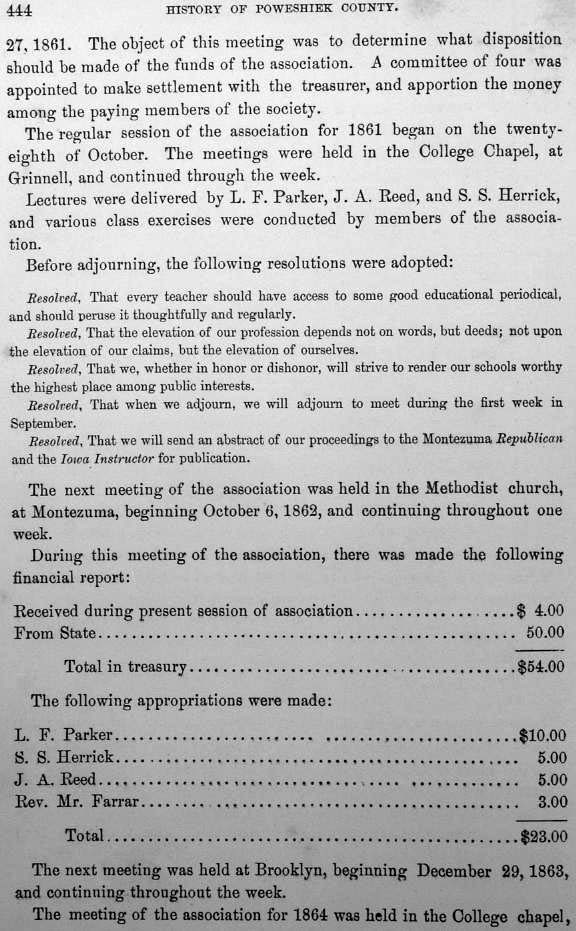 444 HISTORY OF POWESHIEK COUNTY.
27, 1861. The object of this meeting was to determine what disposition
should be made of the funds of the association. A committee of four was
appointed to make settlement with the treasurer, and apportion the money
among the paying members of the society.
The regular session of the association for 1861 began on the twenty-
eighth of October. The meetings were held in the College Chapel, at
Grinnell, and continued through the week.
Lectures were delivered by L. F. Parker, J. A. Reed, and S. S. Herrick,
and various class exercises were conducted by members of the associa-
tion.
Before adjourning, the following resolutions were adopted:
Resolved, That every teacher should have access to some good educational periodical,
and should peruse it thoughtfully and regularly.
Resolved, That the elevation of our profession depends not on words, but deeds; not upon
the elevation of our claims, but the elevation of ourselves.
Resolved, That we, whether in honor or dishonor, will strive to render our schools worthy
the highest place among public interests.
Resolved, That when we adjourn, we will adjourn to meet during the first week in
September.
Resolved, That we will send an abstract of our proceedings to the Montezuma Republican
and the Iowa Instructor for publication.
The next meeting of the association was held in the Methodist church,
at Montezuma, beginning October 6, 1862, and continuing throughout one
week.
During this meeting of the association, there was made the following
financial report:
Received during present session of association....................$ 4.00
From State.................................................. 50.00
Total in treasury........................................$54.00
The following appropriations were made:
L. F. Parker.................................................$10.00
S. S. Herrick................................................ 5.00
J. A. Reed.................................................. 5.00
Rev. Mr. Farrar............................................. 3.00
Total..................................................$23.00
The next meeting was held at Brooklyn, beginning December 29, 1863,
and continuing throughout the week.
The meeting of the association for 1864 was held in the College chapel,